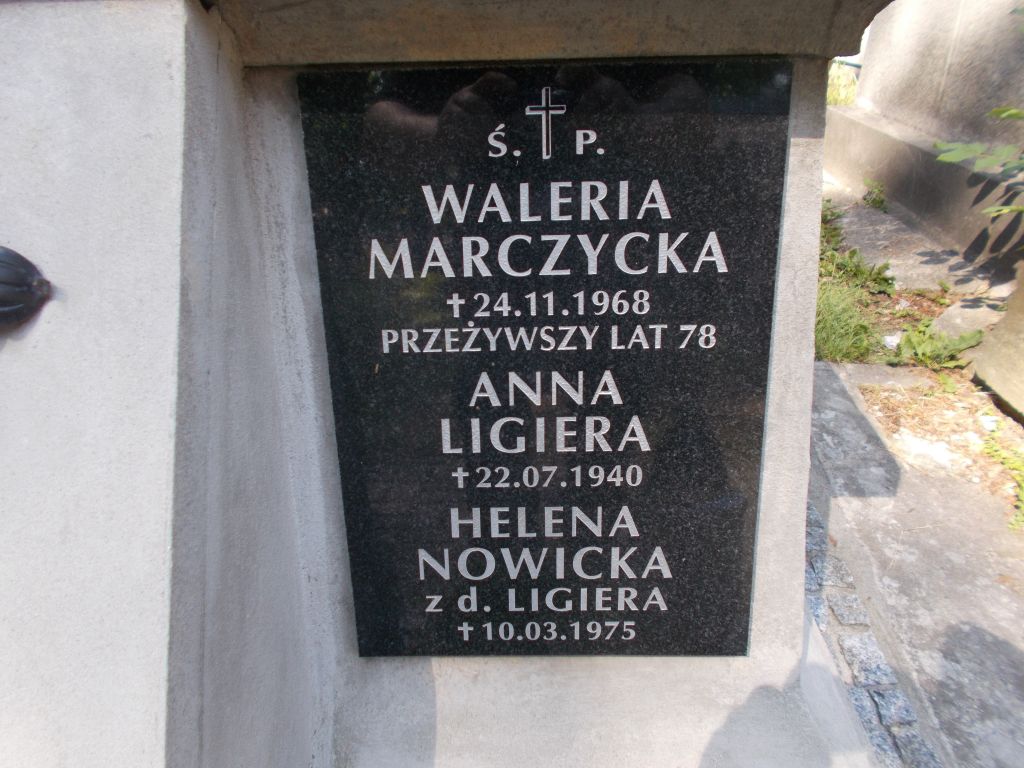 Ś. P.
WALERIA
MARCZYCKA
✝24.11.1968
PRZEŻYWSZY LAT 78
ANNA
LIGIERA
✝22.07.1940
HELENA
NOWICKA
z d. LIGIERA
✝10.03.1975